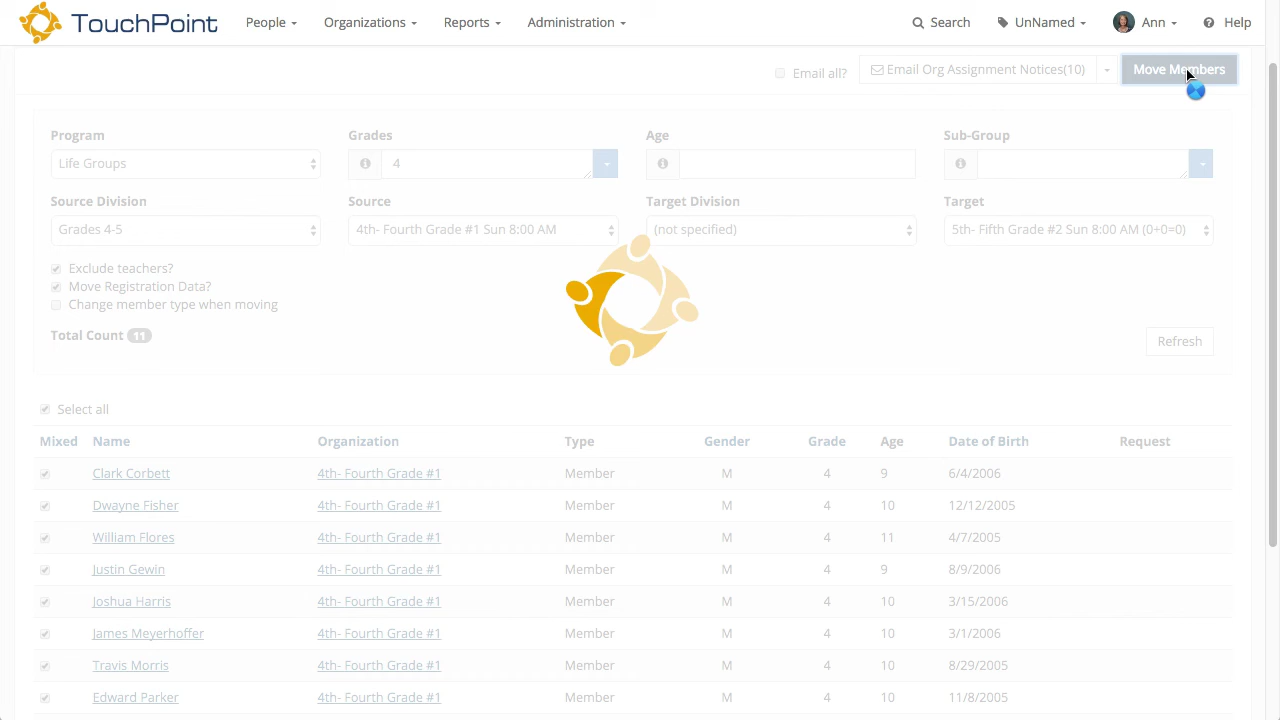 TouchPoint People Organizations Reports Administration Search UnNamed Ann Help
Email all? Email Org Assignment Notices(10) Move Members
Program Grades Age Sub-Group
Life Groups 4
Source Division Source Target Division Target
Grades 4-5 4th- Fourth Grade #1 Sun 8:00 AM (not specified) 5th- Fifth Grade #2 Sun 8:00 AM (0+0=0)
Exclude teachers?
Move Registration Data?
Change member type when moving
Total Count 11
Refresh
Select all
Mixed Name Organization Type Gender Grade Age Date of Birth Request
Clark Corbett 4th- Fourth Grade #1 Member M 4 9 6/4/2006
Dwayne Fisher 4th- Fourth Grade #1 Member M 4 10 12/12/2005
William Flores 4th- Fourth Grade #1 Member M 4 11 4/7/2005
Justin Gewin 4th- Fourth Grade #1 Member M 4 9 8/9/2006
Joshua Harris 4th- Fourth Grade #1 Member M 4 10 3/15/2006
James Meyerhoffer 4th- Fourth Grade #1 Member M 4 10 3/1/2006
Travis Morris 4th- Fourth Grade #1 Member M 4 10 8/29/2005
Edward Parker 4th- Fourth Grade #1 Member M 4 10 11/8/2005